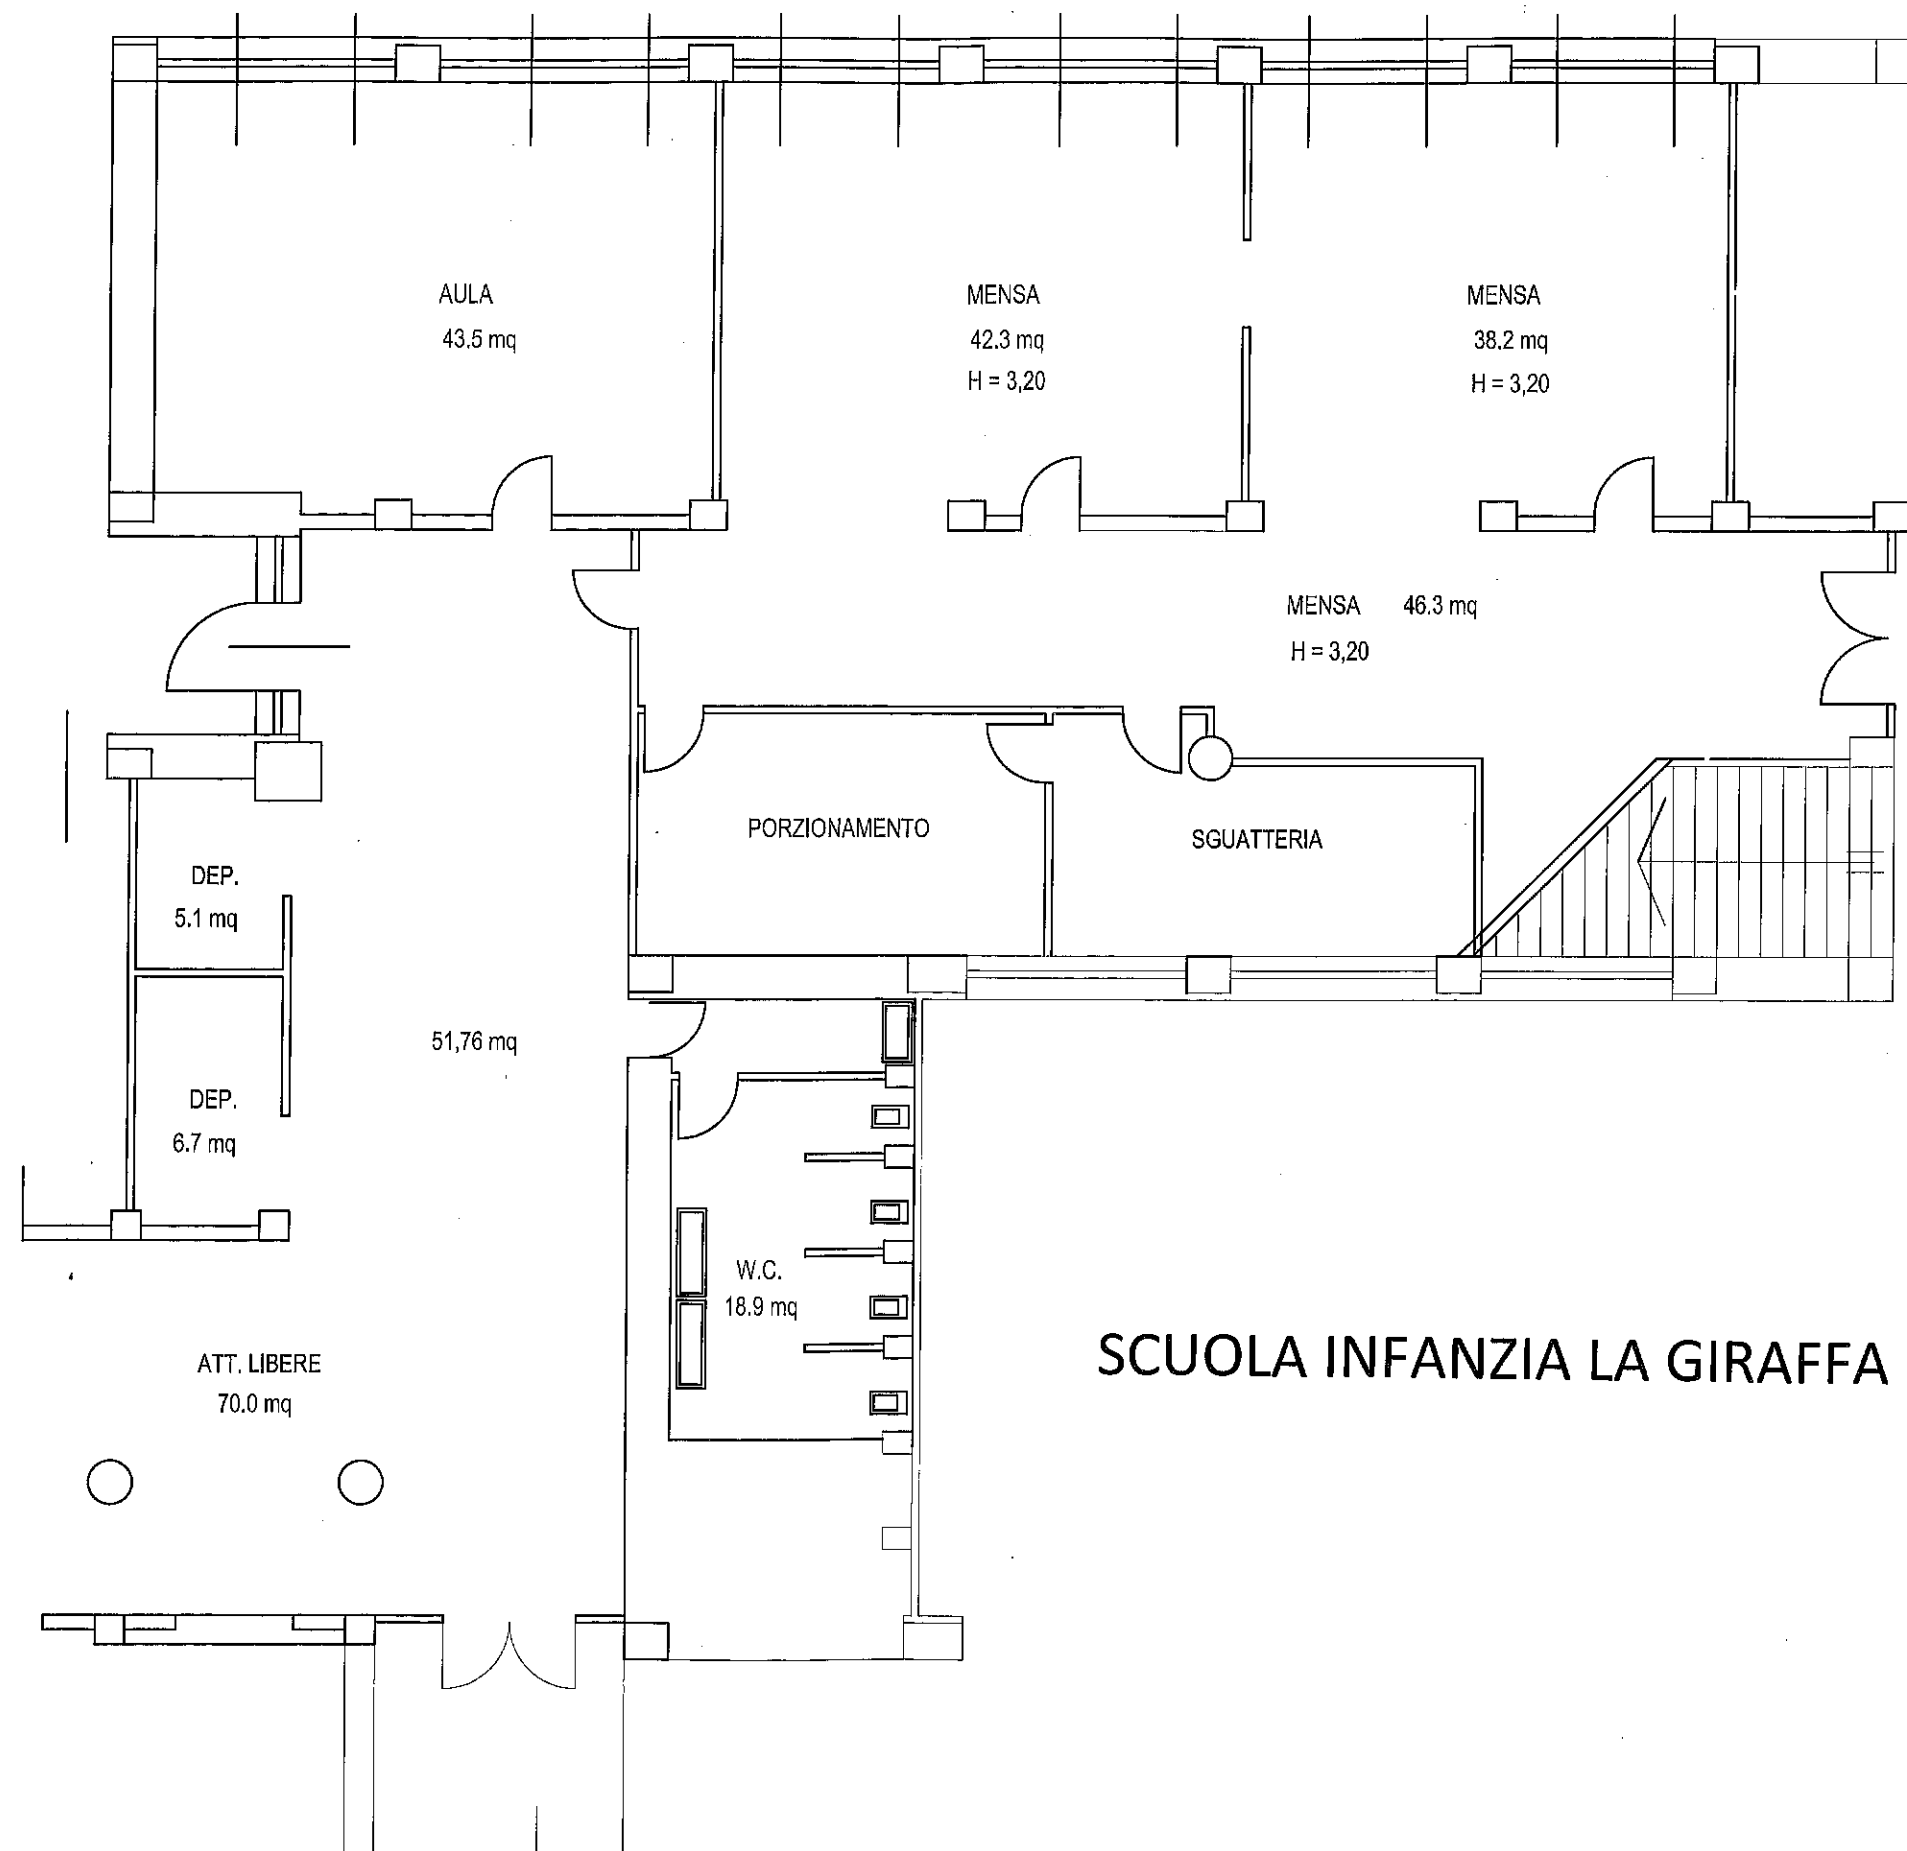 AULA
43.5 mq
MENSA
42.3 mq
H = 3,20
MENSA
38.2 mq
H = 3,20
MENSA 46.3 mq
H = 3,20
PORZIONAMENTO
SGUATTERIA
DEP.
5.1 mq
51,76 mq
DEP.
6.7 mq
W.C.
18.9 mq
ATT. LIBERE
70.0 mq
SCUOLA INFANZIA LA GIRAFFA